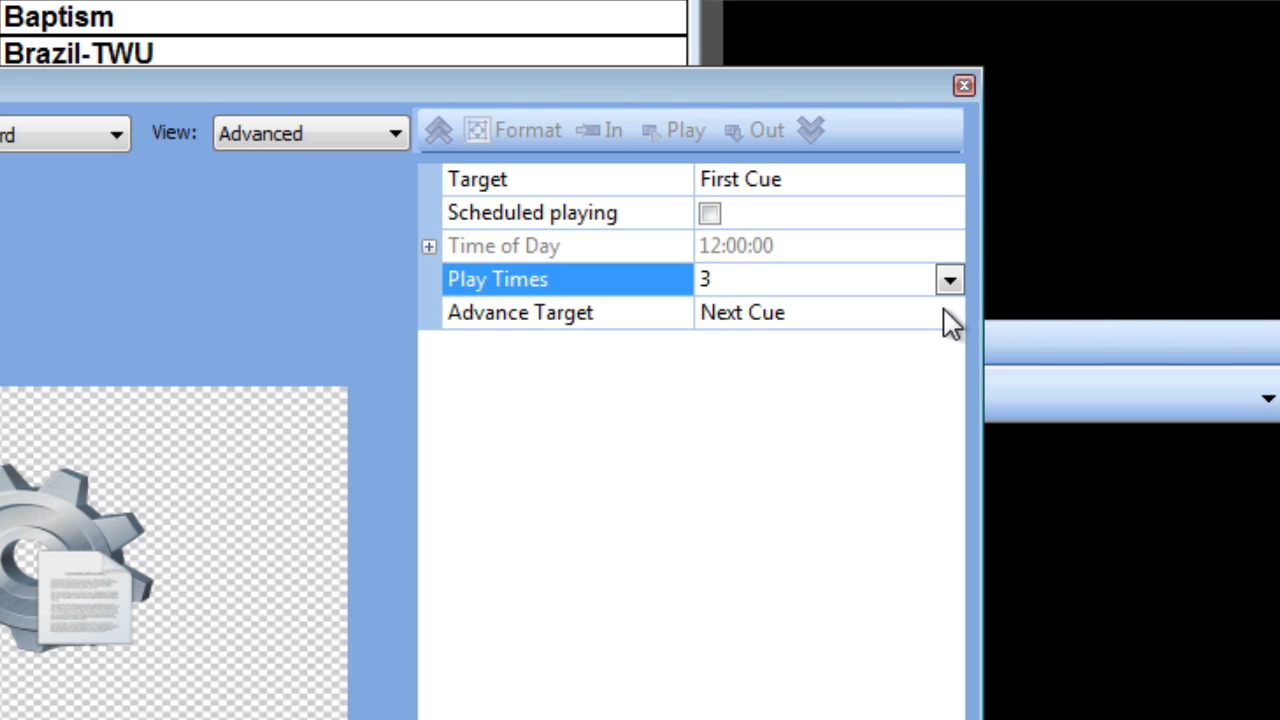 Baptism
Brazil-TWU
rd View: Advanced Format In Play Out
Target First Cue
Scheduled playing
Time of Day 12:00:00
Play Times 3
Advance Target Next Cue